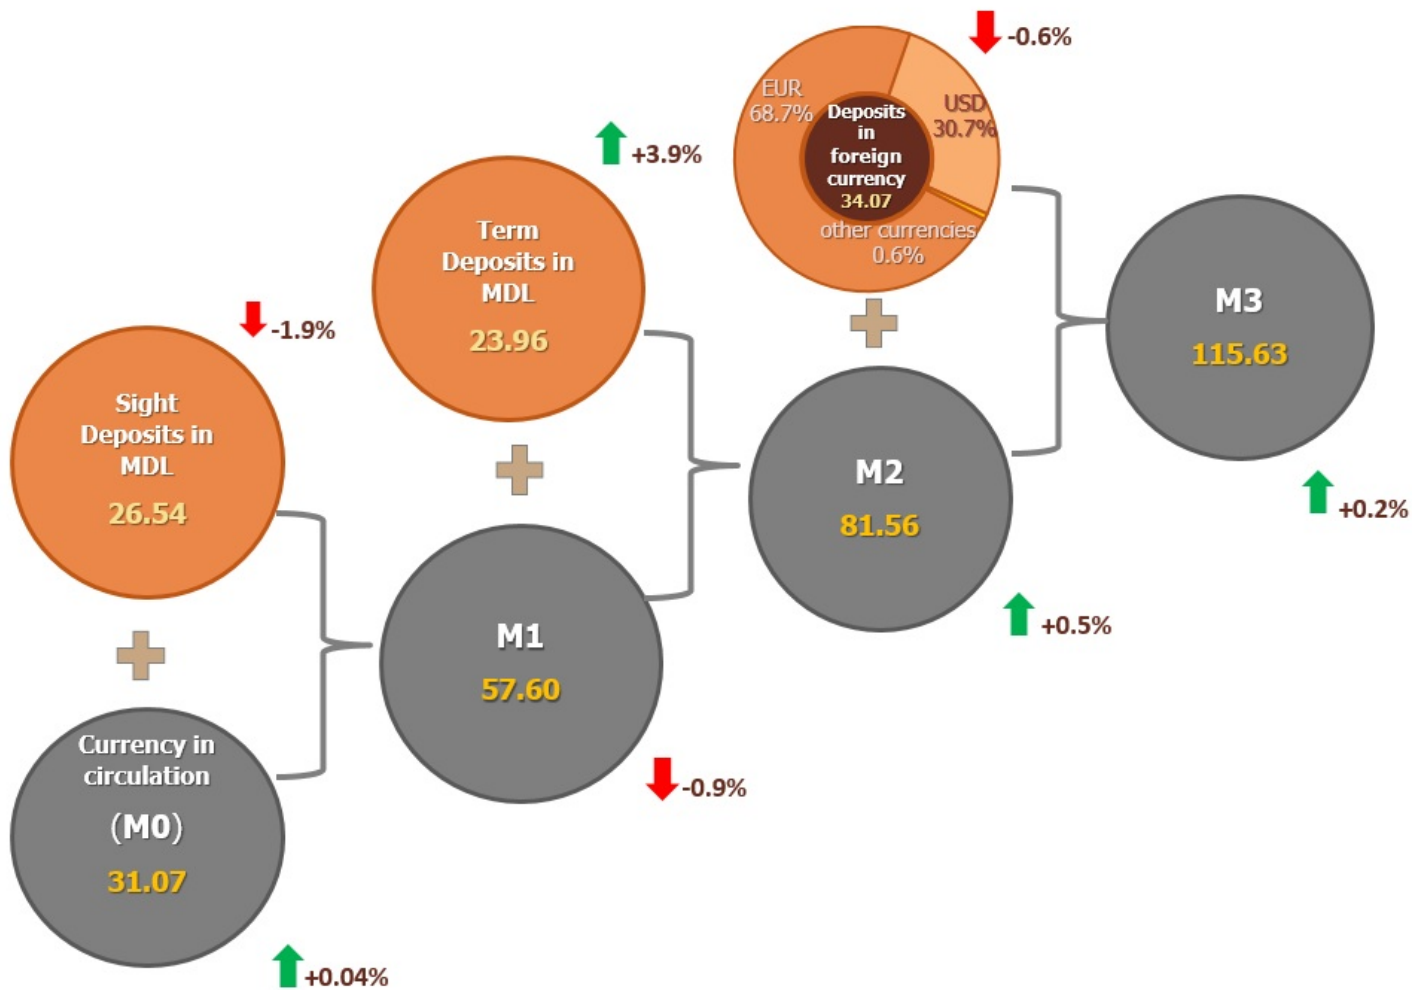 -0.6%
EUR
68.7%
USD
30.7%
Deposits
in
foreign
currency
34.07
other currencies
0.6%
+3.9%
Term
Deposits in
MDL
23.96
-1.9%
Sight
Deposits in
MDL
26.54
M3
115.63
+0.2%
M2
81.56
+0.5%
M1
57.60
-0.9%
Currency in
circulation
(M0)
31.07
+0.04%